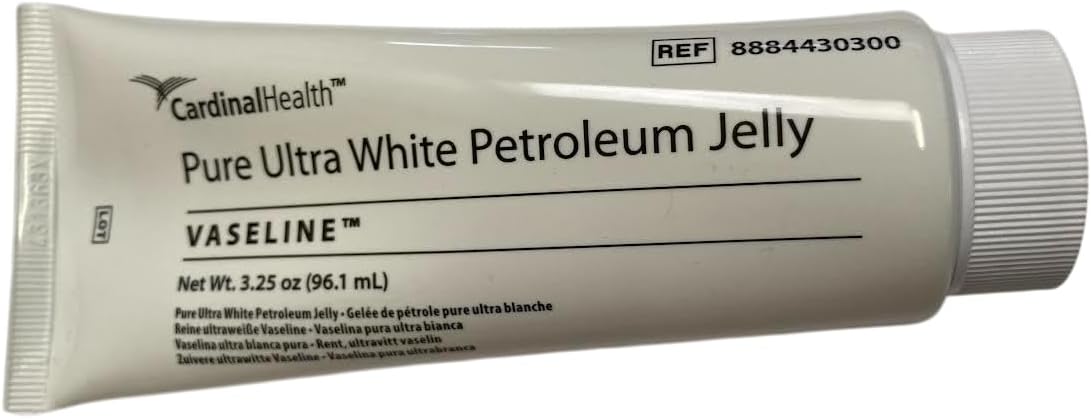 REF 8884430300
CardinalHealth™
Pure Ultra White Petroleum Jelly
VASELINE™
LOT
Net Wt. 3.25 oz (96.1 mL)
Pure Ultra White Petroleum Jelly - Gelée de pétrole pure ultra blanche
Reine ultraweiße Vaseline - Vaselina pura ultra bianca
Vaselina ultra blanca pura - Rent, ultravitt vaselin
Zuivere ultrawitte Vaseline - Vaselina pura ultrabranca